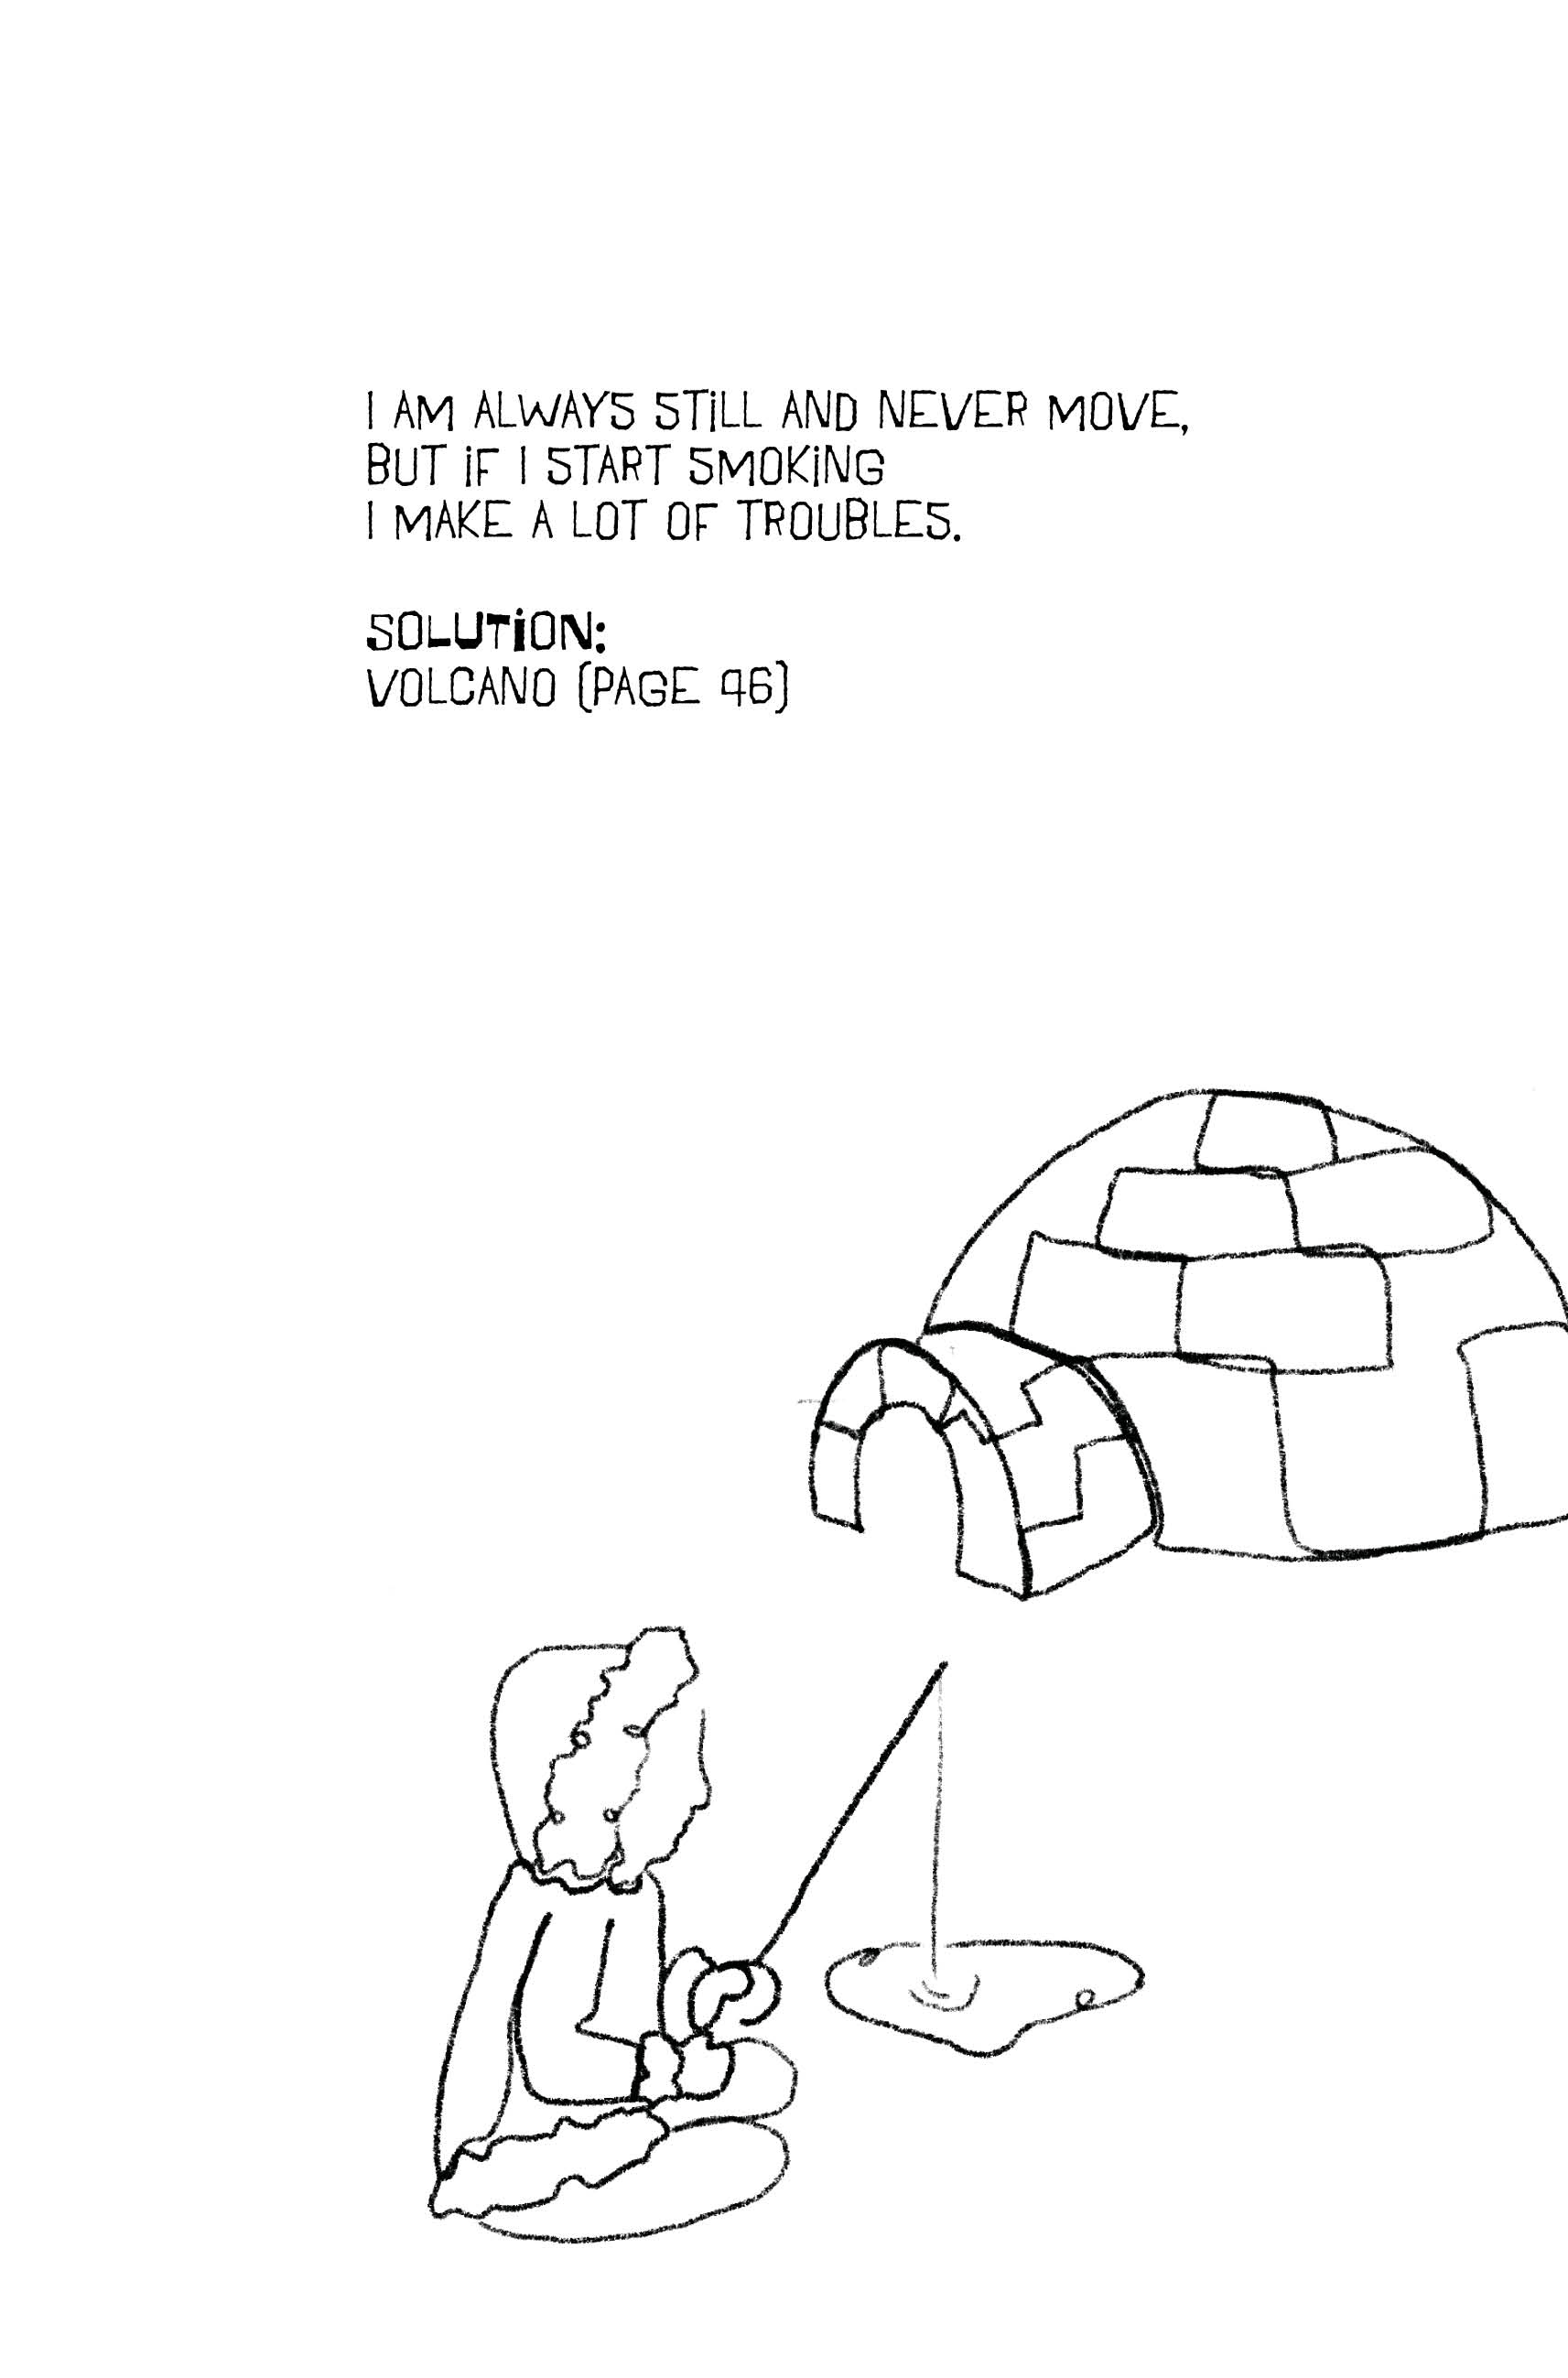 I AM ALWAYS STiLL AND NEVER MOVE,
BUT iF I START SMOKiNG
I MAKE A LOT OF TROUBLES.
SOLUTiON:
VOLCANO (PAGE 46)